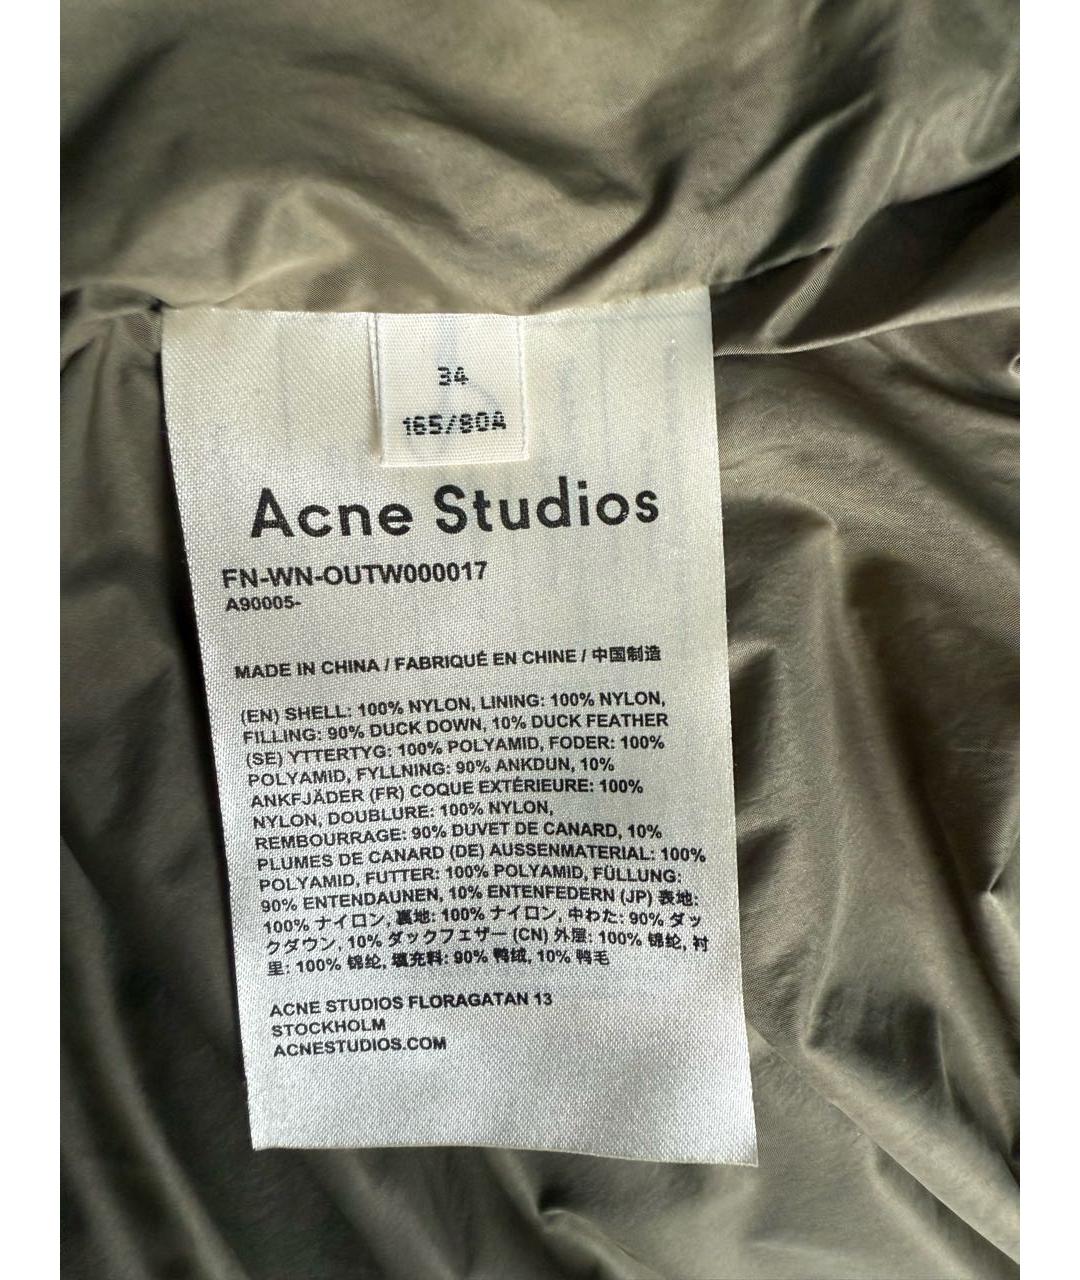 34
165/80A
Acne Studios
FN-WN-OUTW000017
A90005-
MADE IN CHINA / FABRIQUÉ EN CHINE / 中国制造
(EN) SHELL: 100% NYLON, LINING: 100% NYLON,
FILLING: 90% DUCK DOWN, 10% DUCK FEATHER
(SE) YTTERTYG: 100% POLYAMID, FODER: 100%
POLYAMID, FYLLNING: 90% ANKDUN, 10%
ANKFJÄDER (FR) COQUE EXTÉRIEURE: 100%
NYLON, DOUBLURE: 100% NYLON,
REMBOURRAGE: 90% DUVET DE CANARD, 10%
PLUMES DE CANARD (DE) AUSSENMATERIAL: 100%
POLYAMID, FUTTER: 100% POLYAMID, FÜLLUNG:
90% ENTENDAUNEN, 10% ENTENFEDERN (JP) 表地:
100% ナイロン, 裏地: 100% ナイロン, 中わた: 90% ダッ
クダウン, 10% ダックフェザー (CN) 外层: 100% 锦纶, 衬
里: 100% 锦纶, 填充料: 90% 鸭绒, 10% 鸭毛
ACNE STUDIOS FLORAGATAN 13
STOCKHOLM
ACNESTUDIOS.COM